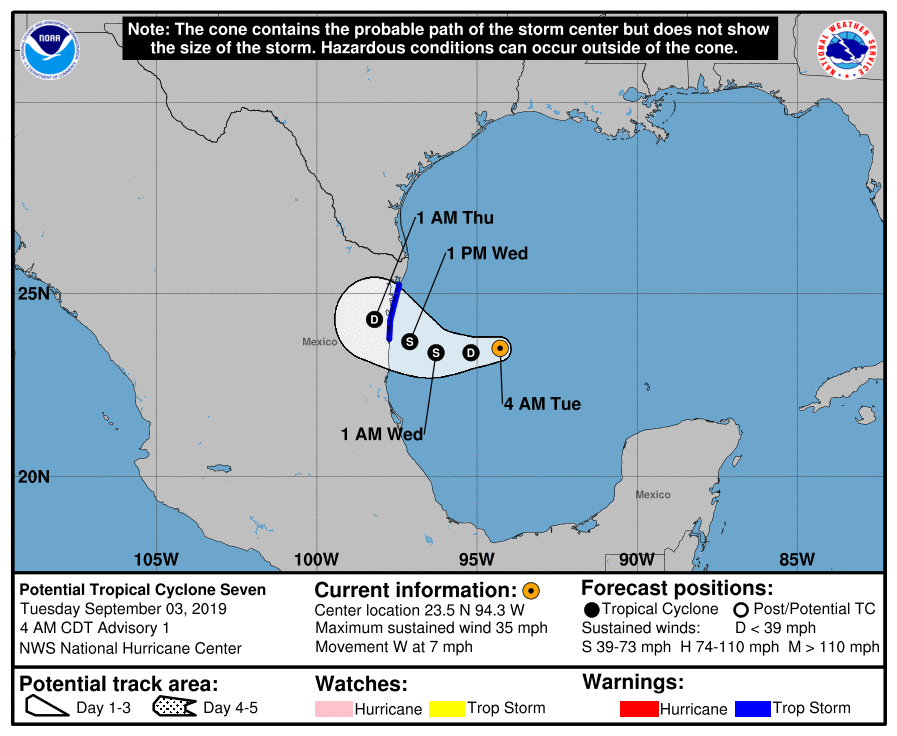 Note: The cone contains the probable path of the storm center but does not show
the size of the storm. Hazardous conditions can occur outside of the cone.
NOAA
NATIONAL WEATHER SERVICE
1 AM Thu
1 PM Wed
25N
D
S
S
D
Mexico
4 AM Tue
1 AM Wed
20N
Mexico
105W
100W
95W
90W
85W
Potential Tropical Cyclone Seven
Tuesday September 03, 2019
4 AM CDT Advisory 1
NWS National Hurricane Center
Current information:
Center location 23.5 N 94.3 W
Maximum sustained wind 35 mph
Movement W at 7 mph
Forecast positions:
Tropical Cyclone Post/Potential TC
Sustained winds: D < 39 mph
S 39-73 mph H 74-110 mph M > 110 mph
Potential track area:
Day 1-3 Day 4-5
Watches:
Hurricane Trop Storm
Warnings:
Hurricane Trop Storm